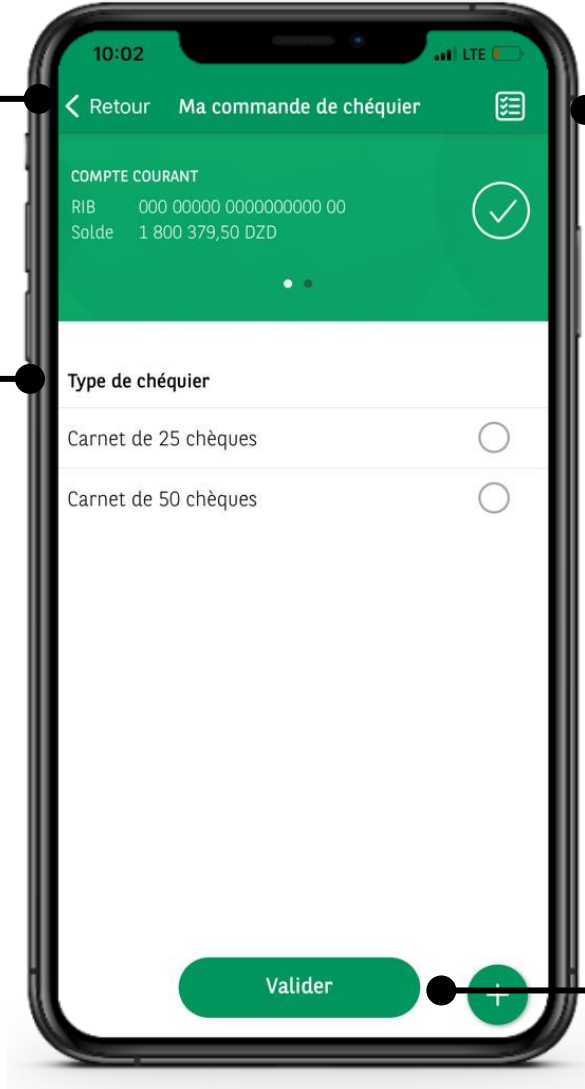 10:02
LTE
Retour Ma commande de chéquier
COMPTE COURANT
RIB 000 00000 0000000000 00
Solde 1 800 379,50 DZD
Type de chéquier
Carnet de 25 chèques
Carnet de 50 chèques
Valider